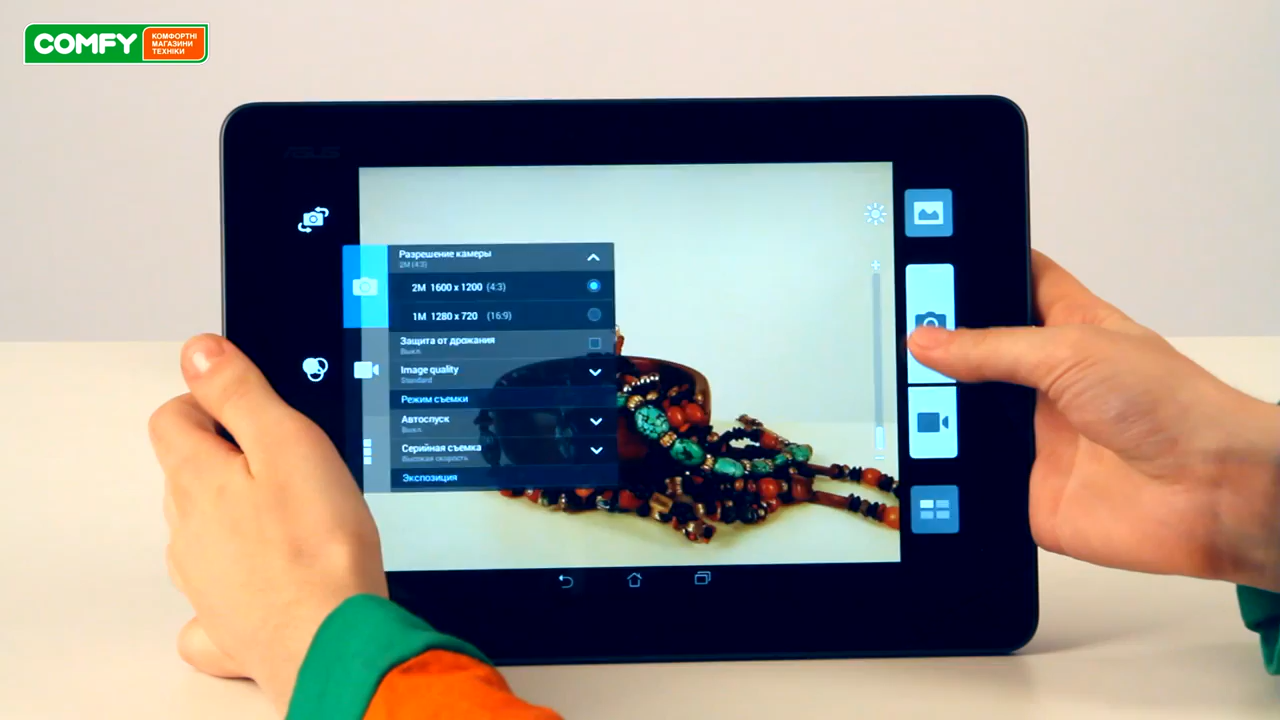 COMFY
КОМФОРТНІ
МАГАЗИНИ
ТЕХНІКИ
ASUS
Разрешение камеры
2M (4:3)
2M 1600 x 1200 (4:3)
1M 1280 x 720 (16:9)
Защита от дрожания
Выкл.
Image quality
Standard
Режим съемки
Автоспуск
Выкл.
Серийная съемка
Высокая скорость
Экспозиция